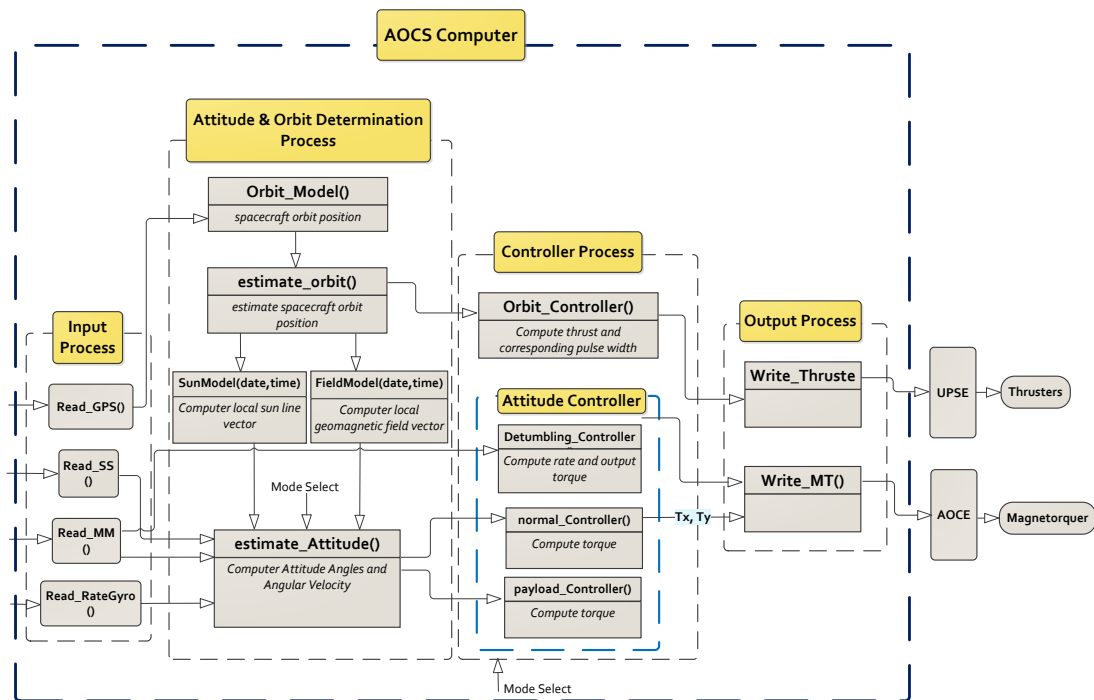 AOCS Computer
Attitude & Orbit Determination
Process
Orbit_Model()
spacecraft orbit position
estimate_orbit()
estimate spacecraft orbit
position
SunModel(date,time)
Computer local sun line
vector
FieldModel(date,time)
Computer local
geomagnetic field vector
Mode Select
estimate_Attitude()
Computer Attitude Angles and
Angular Velocity
Input
Process
Read_GPS()
Read_SS
()
Read_MM
()
Read_RateGyro
()
Controller Process
Orbit_Controller()
Compute thrust and
corresponding pulse width
Attitude Controller
Detumbling_Controller
Compute rate and output
torque
normal_Controller()
Compute torque
payload_Controller()
Compute torque
Mode Select
Tx, Ty
Output Process
Write_Thruste
Write_MT()
UPSE
Thrusters
AOCE
Magnetorquer